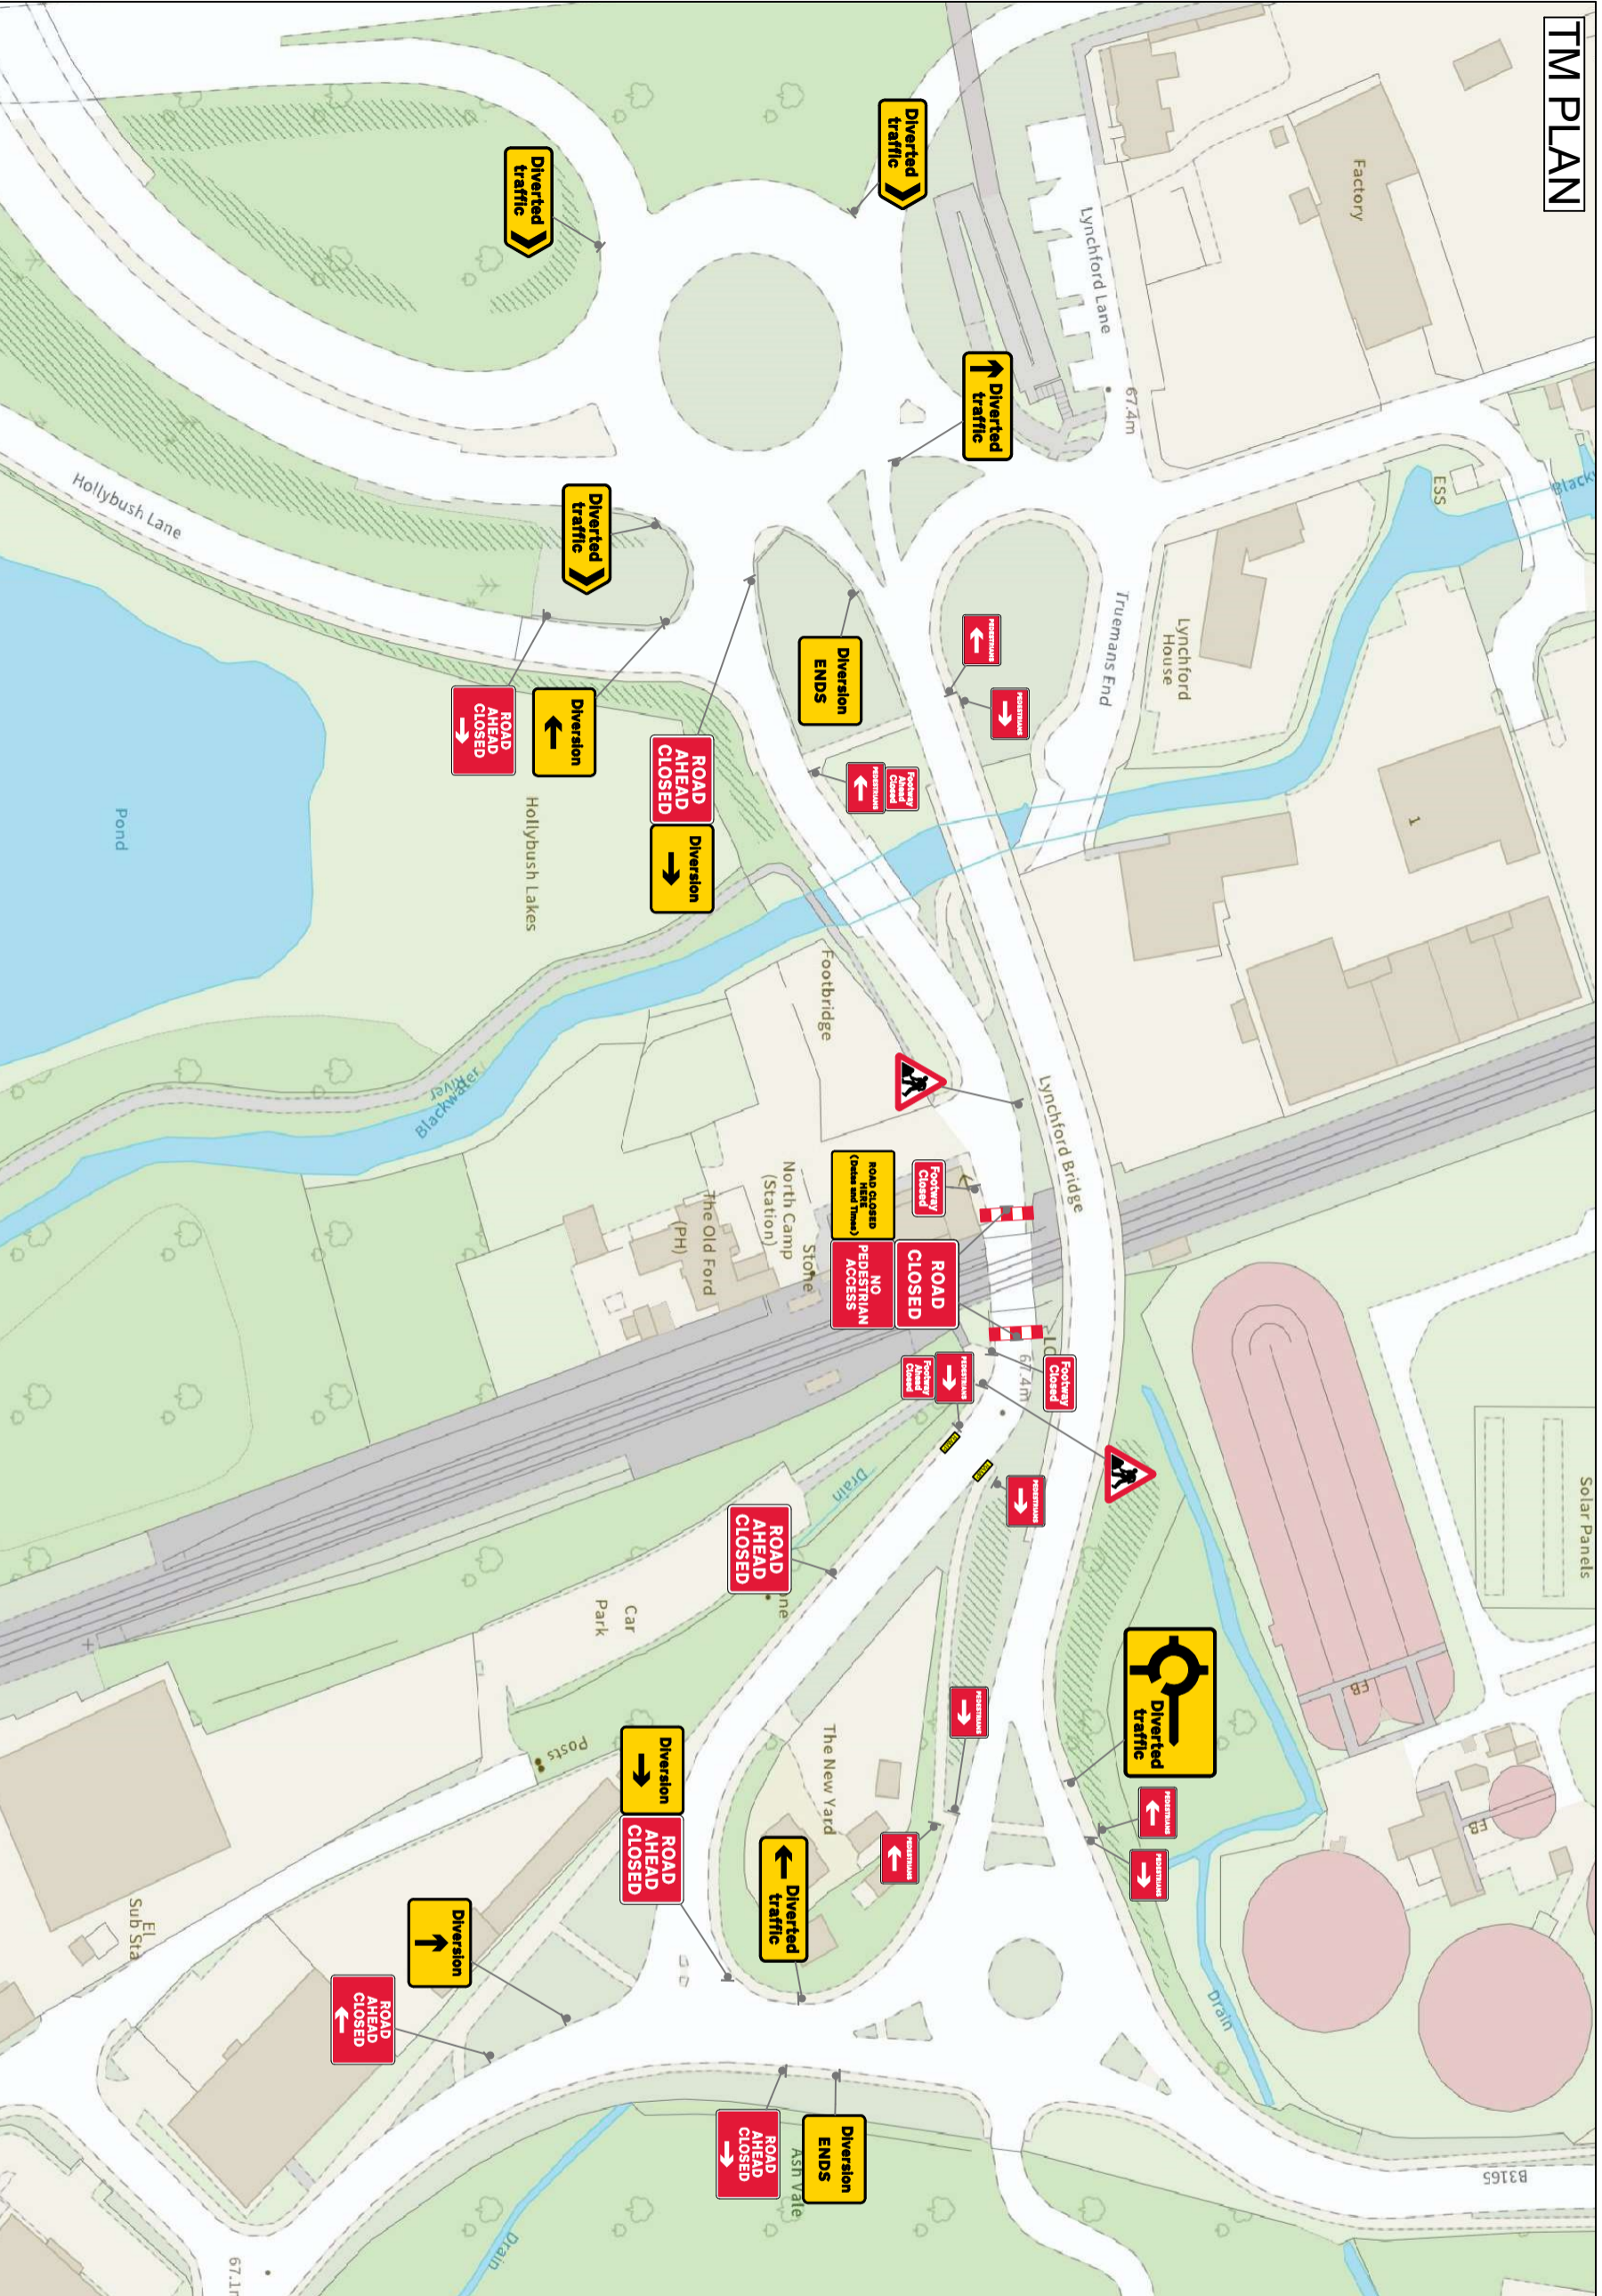 TM PLAN
Factory
Lynchford Lane
67.4m
ESS
Diverted
traffic
Diverted
traffic
Diverted
traffic
Diverted
traffic
Hollybush Lane
Truemans End
Lynchford
House
PEDESTRIANS
PEDESTRIANS
Diversion
ENDS
Footway
Ahead
Closed
PEDESTRIANS
ROAD
AHEAD
CLOSED
Diversion
Diversion
ROAD
AHEAD
CLOSED
1
Pond
Hollybush Lakes
Footbridge
Blackwater
River
Lynchford Bridge
North Camp
(Station)
The Old Ford
(PH)
Stone
Footway
Closed
ROAD CLOSED
HERE
(Dates and Times)
ROAD
CLOSED
NO
PEDESTRIAN
ACCESS
LC
67.4m
Footway
Closed
PEDESTRIANS
Footway
Ahead
Closed
PEDESTRIANS
Solar Panels
Drain
ROAD
AHEAD
CLOSED
ne
Car
Park
Posts
The New Yard
PEDESTRIANS
PEDESTRIANS
Diverted
traffic
PEDESTRIANS
PEDESTRIANS
EB
EB
Diversion
ROAD
AHEAD
CLOSED
Diverted
traffic
Diversion
ROAD
AHEAD
CLOSED
El
Sub Sta
Drain
Diversion
ENDS
ROAD
AHEAD
CLOSED
Ash Vale
B3165
Drain